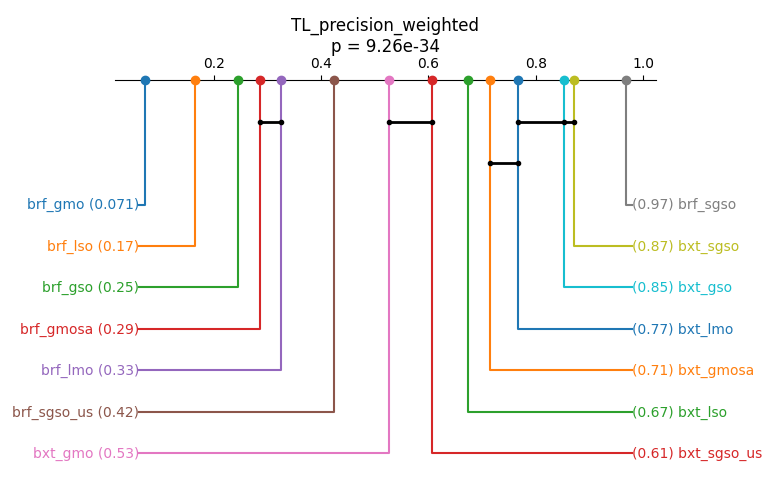 TL_precision_weighted
p = 9.26e-34
0.2 0.4 0.6 0.8 1.0
brf_gmo (0.071) (0.97) brf_sgso
brf_lso (0.17) (0.87) bxt_sgso
brf_gso (0.25) (0.85) bxt_gso
brf_gmosa (0.29) (0.77) bxt_lmo
brf_lmo (0.33) (0.71) bxt_gmosa
brf_sgso_us (0.42) (0.67) bxt_lso
bxt_gmo (0.53) (0.61) bxt_sgso_us